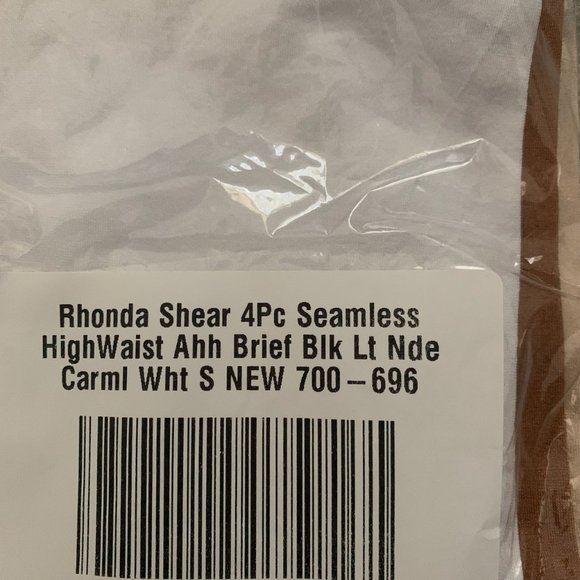 Rhonda Shear 4Pc Seamless
HighWaist Ahh Brief Blk Lt Nde
Carml Wht S NEW 700-696